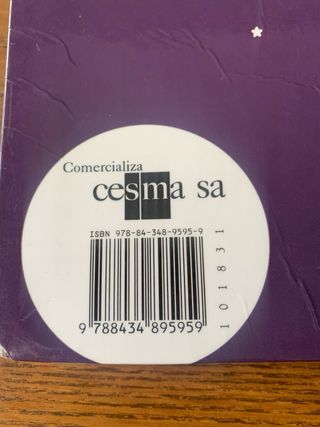 Comercializa
cesma sa
ISBN 978-84-348-9595-9
9 788434 895959
101831